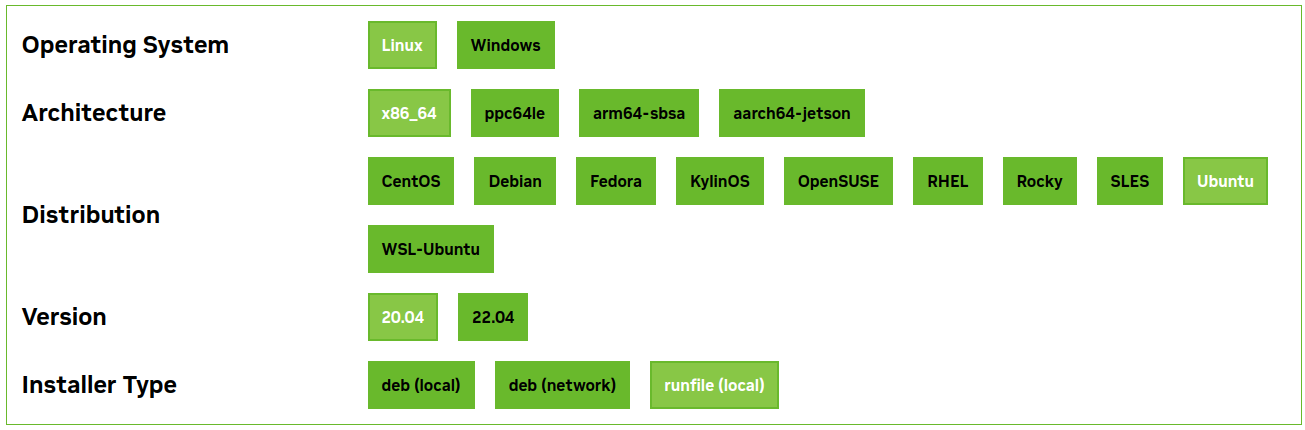 Operating System Linux Windows
Architecture x86_64 ppc64le arm64-sbsa aarch64-jetson
Distribution CentOS Debian Fedora KylinOS OpenSUSE RHEL Rocky SLES Ubuntu
WSL-Ubuntu
Version 20.04 22.04
Installer Type deb (local) deb (network) runfile (local)